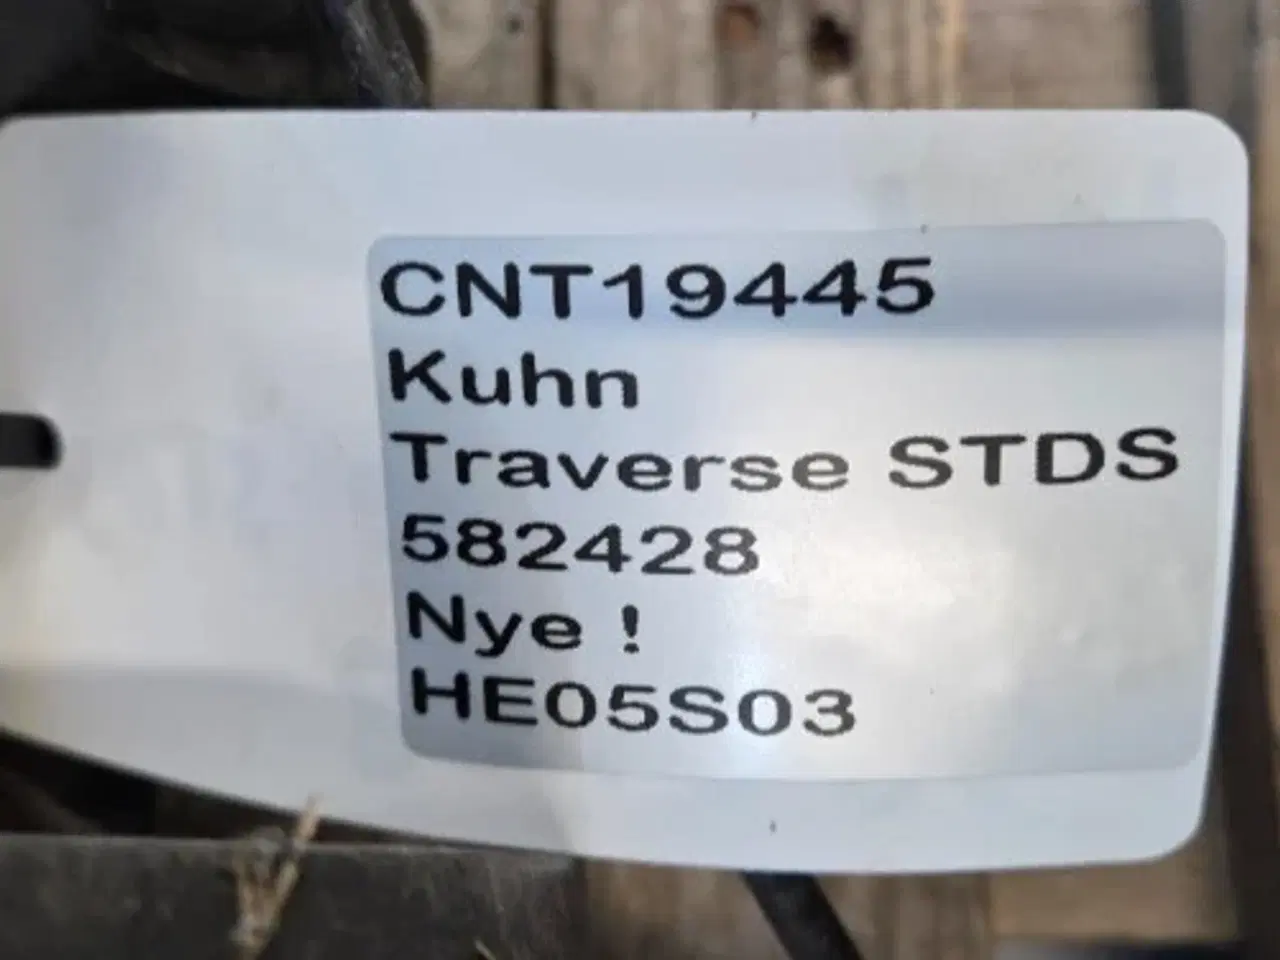 CNT19445
Kuhn
Traverse STDS
582428
Nye !
HE05S03